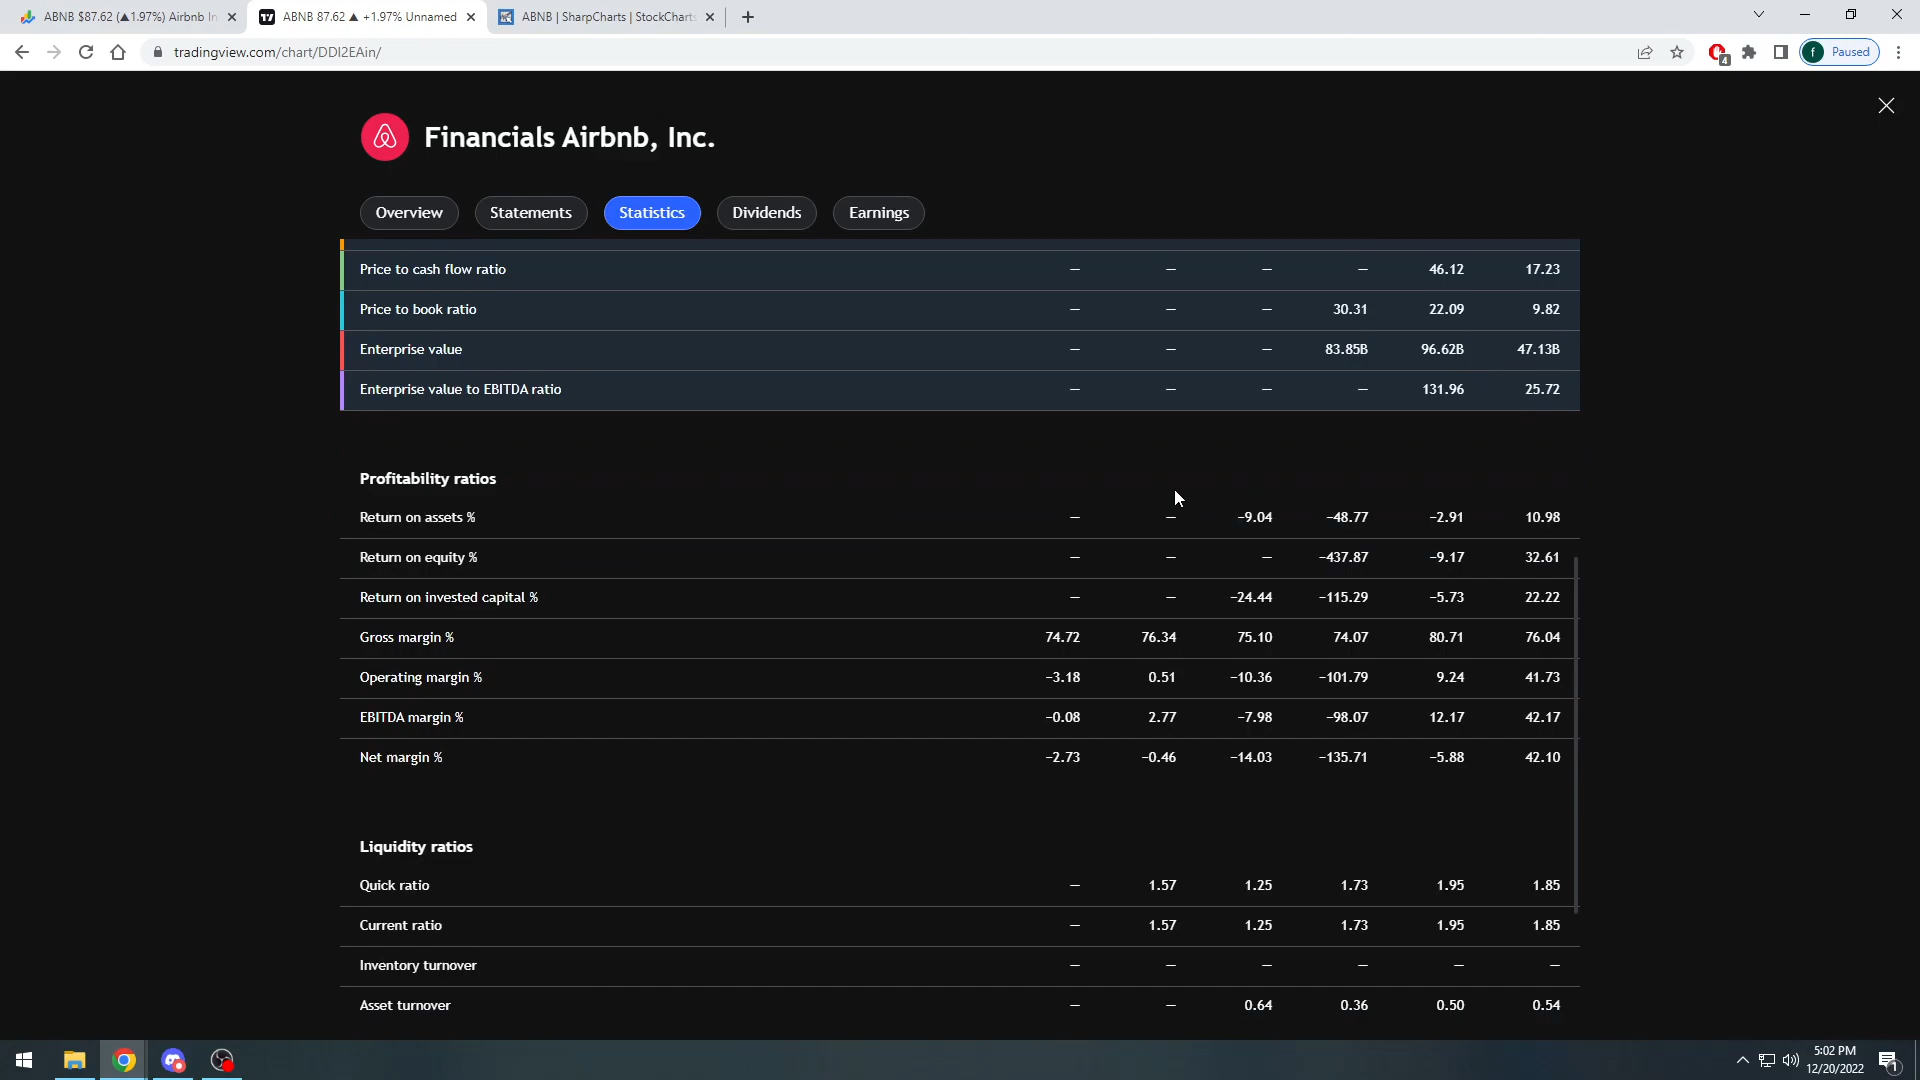 ABNB $87.62 (▲1.97%) Airbnb In
ABNB 87.62 ▲ +1.97% Unnamed
ABNB | SharpCharts | StockCharts
tradingview.com/chart/DDI2EAin/
4
f
Paused
Financials Airbnb, Inc.
Overview Statements Statistics Dividends Earnings
Price to cash flow ratio — — — — 46.12 17.23
Price to book ratio — — — 30.31 22.09 9.82
Enterprise value — — — 83.85B 96.62B 47.13B
Enterprise value to EBITDA ratio — — — — 131.96 25.72
Profitability ratios
Return on assets % — — −9.04 −48.77 −2.91 10.98
Return on equity % — — — −437.87 −9.17 32.61
Return on invested capital % — — −24.44 −115.29 −5.73 22.22
Gross margin % 74.72 76.34 75.10 74.07 80.71 76.04
Operating margin % −3.18 0.51 −10.36 −101.79 9.24 41.73
EBITDA margin % −0.08 2.77 −7.98 −98.07 12.17 42.17
Net margin % −2.73 −0.46 −14.03 −135.71 −5.88 42.10
Liquidity ratios
Quick ratio — 1.57 1.25 1.73 1.95 1.85
Current ratio — 1.57 1.25 1.73 1.95 1.85
Inventory turnover — — — — — —
Asset turnover — — 0.64 0.36 0.50 0.54
5:02 PM
12/20/2022
1